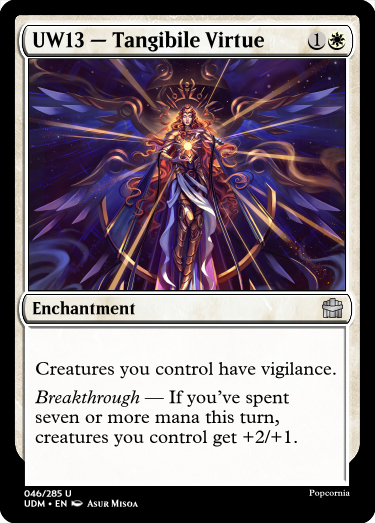 UW13 — Tangibile Virtue 1
Enchantment
Creatures you control have vigilance.
Breakthrough — If you've spent
seven or more mana this turn,
creatures you control get +2/+1.
046/285 U Popcornia
UDM • EN Asur Misoa